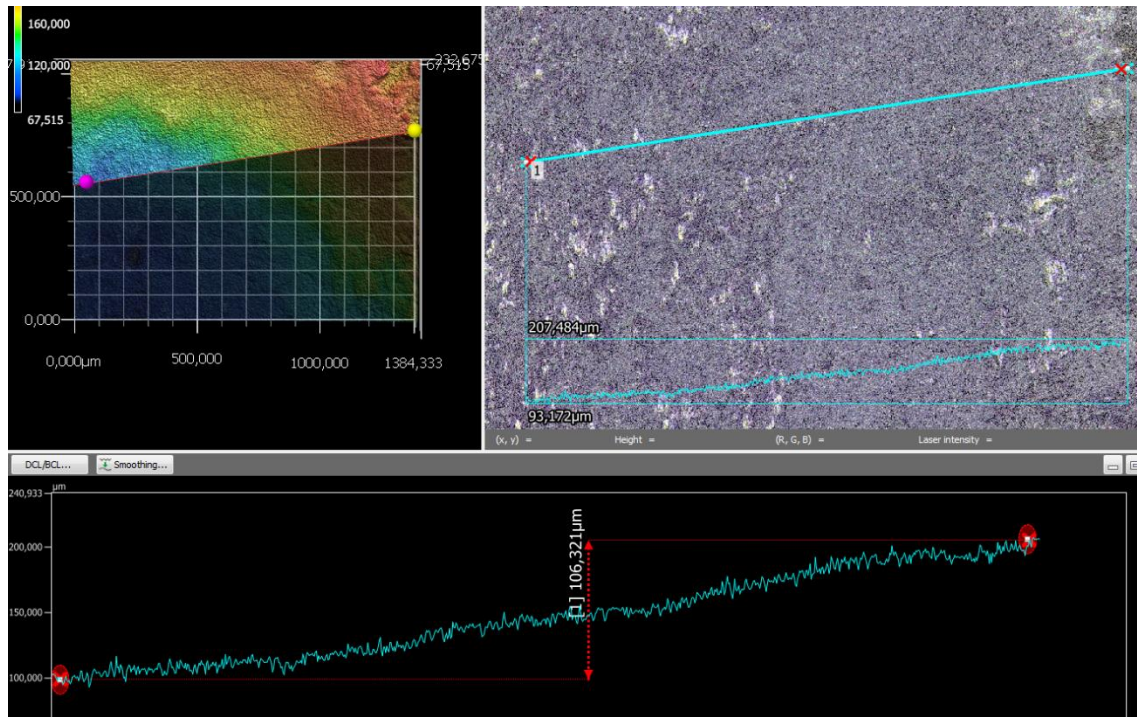 160,000
120,000
67,515
67,515
500,000
0,000
0,000µm
500,000
1000,000
1384,333
1
207,484µm
93,172µm
(x, y) =
Height =
(R, G, B) =
Laser intensity =
DCL/BCL...
Smoothing...
µm
240,933
200,000
150,000
100,000
[1] 106,321µm